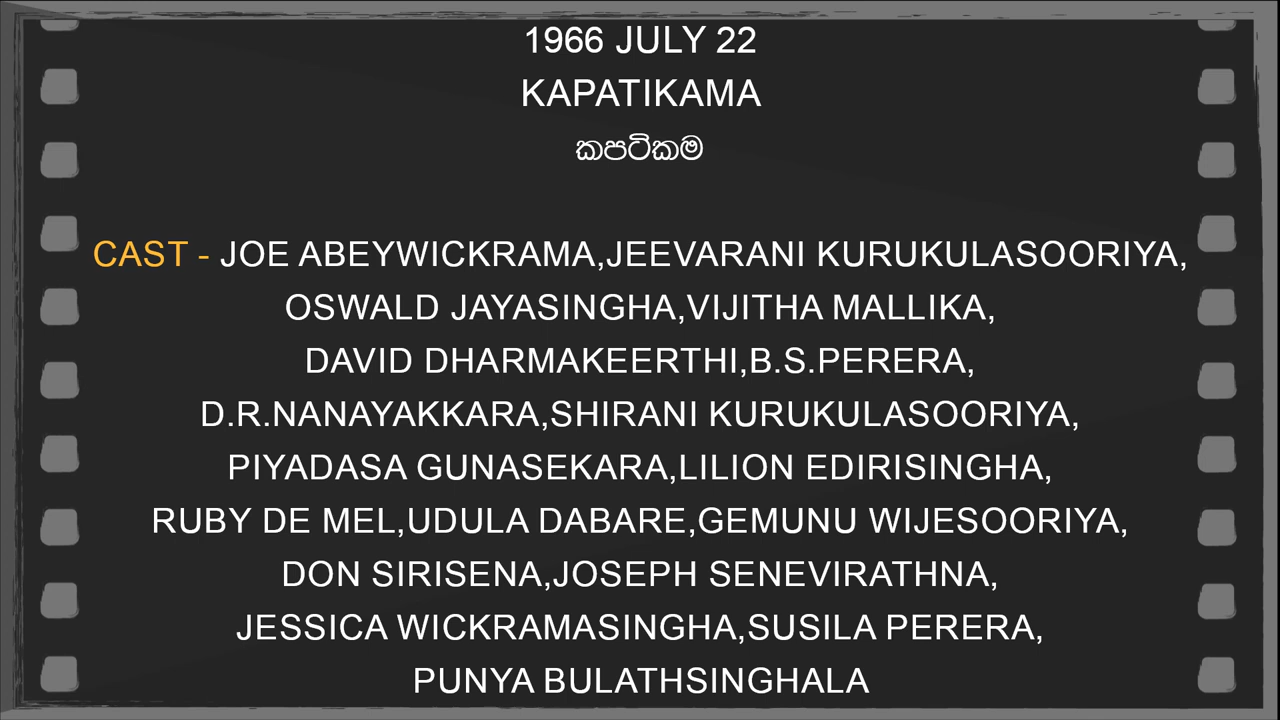 1966 JULY 22
KAPATIKAMA
කපටිකම
CAST - JOE ABEYWICKRAMA,JEEVARANI KURUKULASOORIYA,
OSWALD JAYASINGHA,VIJITHA MALLIKA,
DAVID DHARMAKEERTHI,B.S.PERERA,
D.R.NANAYAKKARA,SHIRANI KURUKULASOORIYA,
PIYADASA GUNASEKARA,LILION EDIRISINGHA,
RUBY DE MEL,UDULA DABARE,GEMUNU WIJESOORIYA,
DON SIRISENA,JOSEPH SENEVIRATHNA,
JESSICA WICKRAMASINGHA,SUSILA PERERA,
PUNYA BULATHSINGHALA